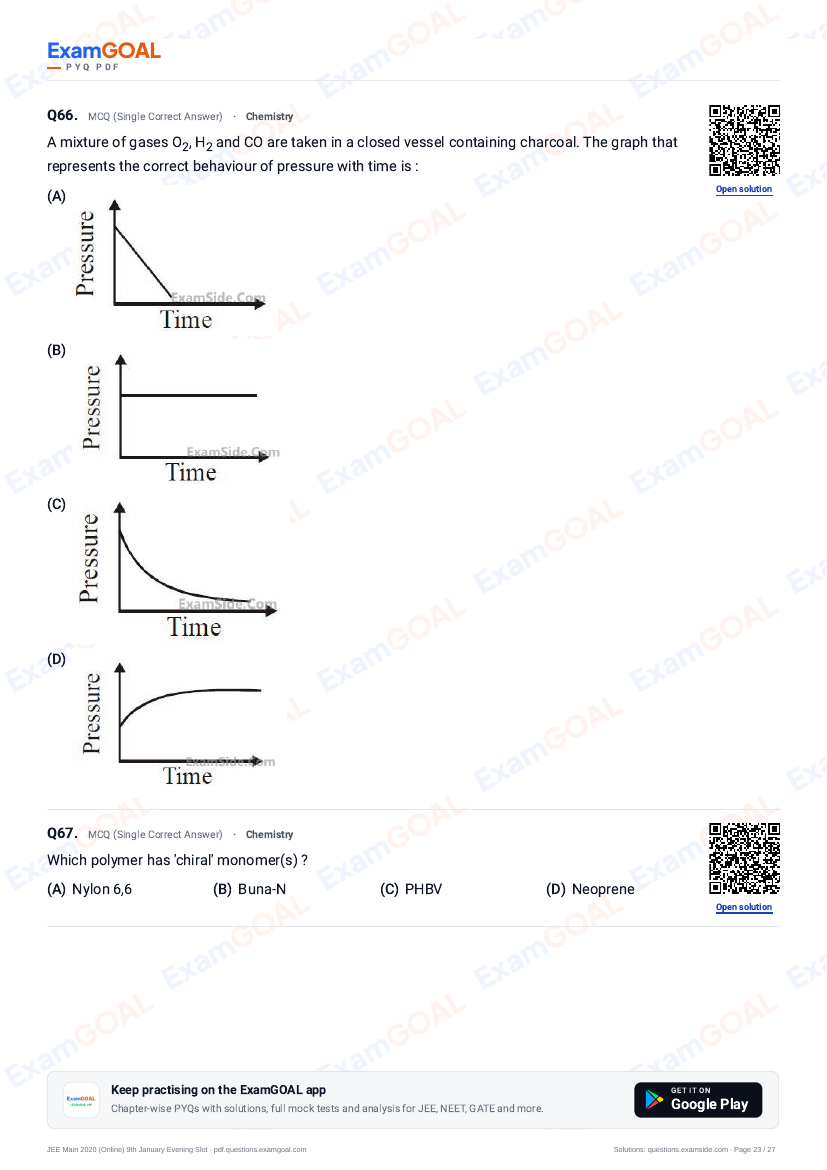 ExamGOAL
PYQ PDF
Q66. MCQ (Single Correct Answer) · Chemistry
A mixture of gases O2, H2 and CO are taken in a closed vessel containing charcoal. The graph that
represents the correct behaviour of pressure with time is :
Open solution
(A)
Pressure
ExamSide.Com
Time
(B)
Pressure
ExamSide.Com
Time
(C)
Pressure
ExamSide.Com
Time
(D)
Pressure
ExamSide.Com
Time
Q67. MCQ (Single Correct Answer) · Chemistry
Which polymer has 'chiral' monomer(s) ?
(A) Nylon 6,6 (B) Buna-N (C) PHBV (D) Neoprene
Open solution
ExamGOAL
Keep practising on the ExamGOAL app
Chapter-wise PYQs with solutions, full mock tests and analysis for JEE, NEET, GATE and more.
GET IT ON
Google Play
JEE Main 2020 (Online) 9th January Evening Slot · pdf.questions.examgoal.com
Solutions: questions.examside.com · Page 23 / 27